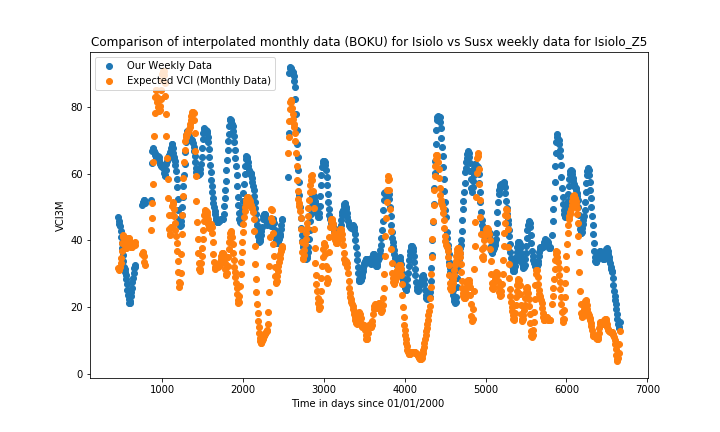 Comparison of interpolated monthly data (BOKU) for Isiolo vs Susx weekly data for Isiolo_Z5
Our Weekly Data
Expected VCI (Monthly Data)
VCI3M
80
60
40
20
0
1000 2000 3000 4000 5000 6000 7000
Time in days since 01/01/2000